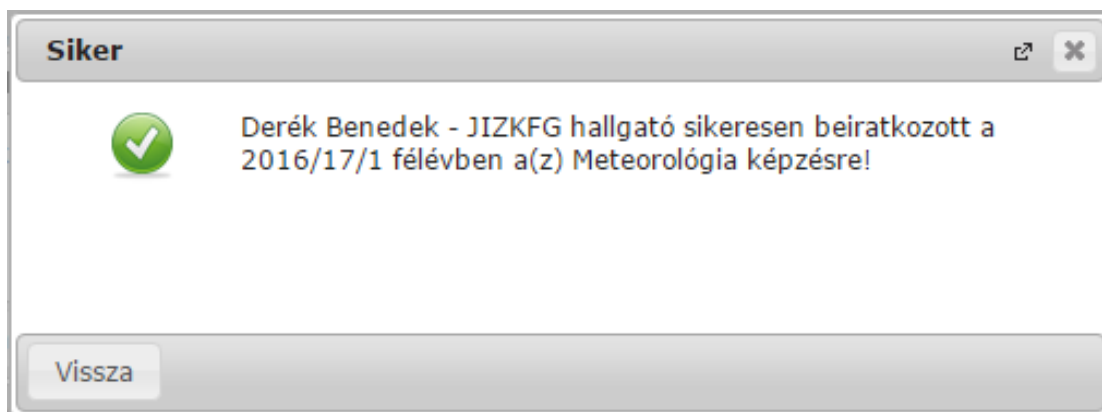 Siker
Derék Benedek - JIZKFG hallgató sikeresen beiratkozott a
2016/17/1 félévben a(z) Meteorológia képzésre!
Vissza